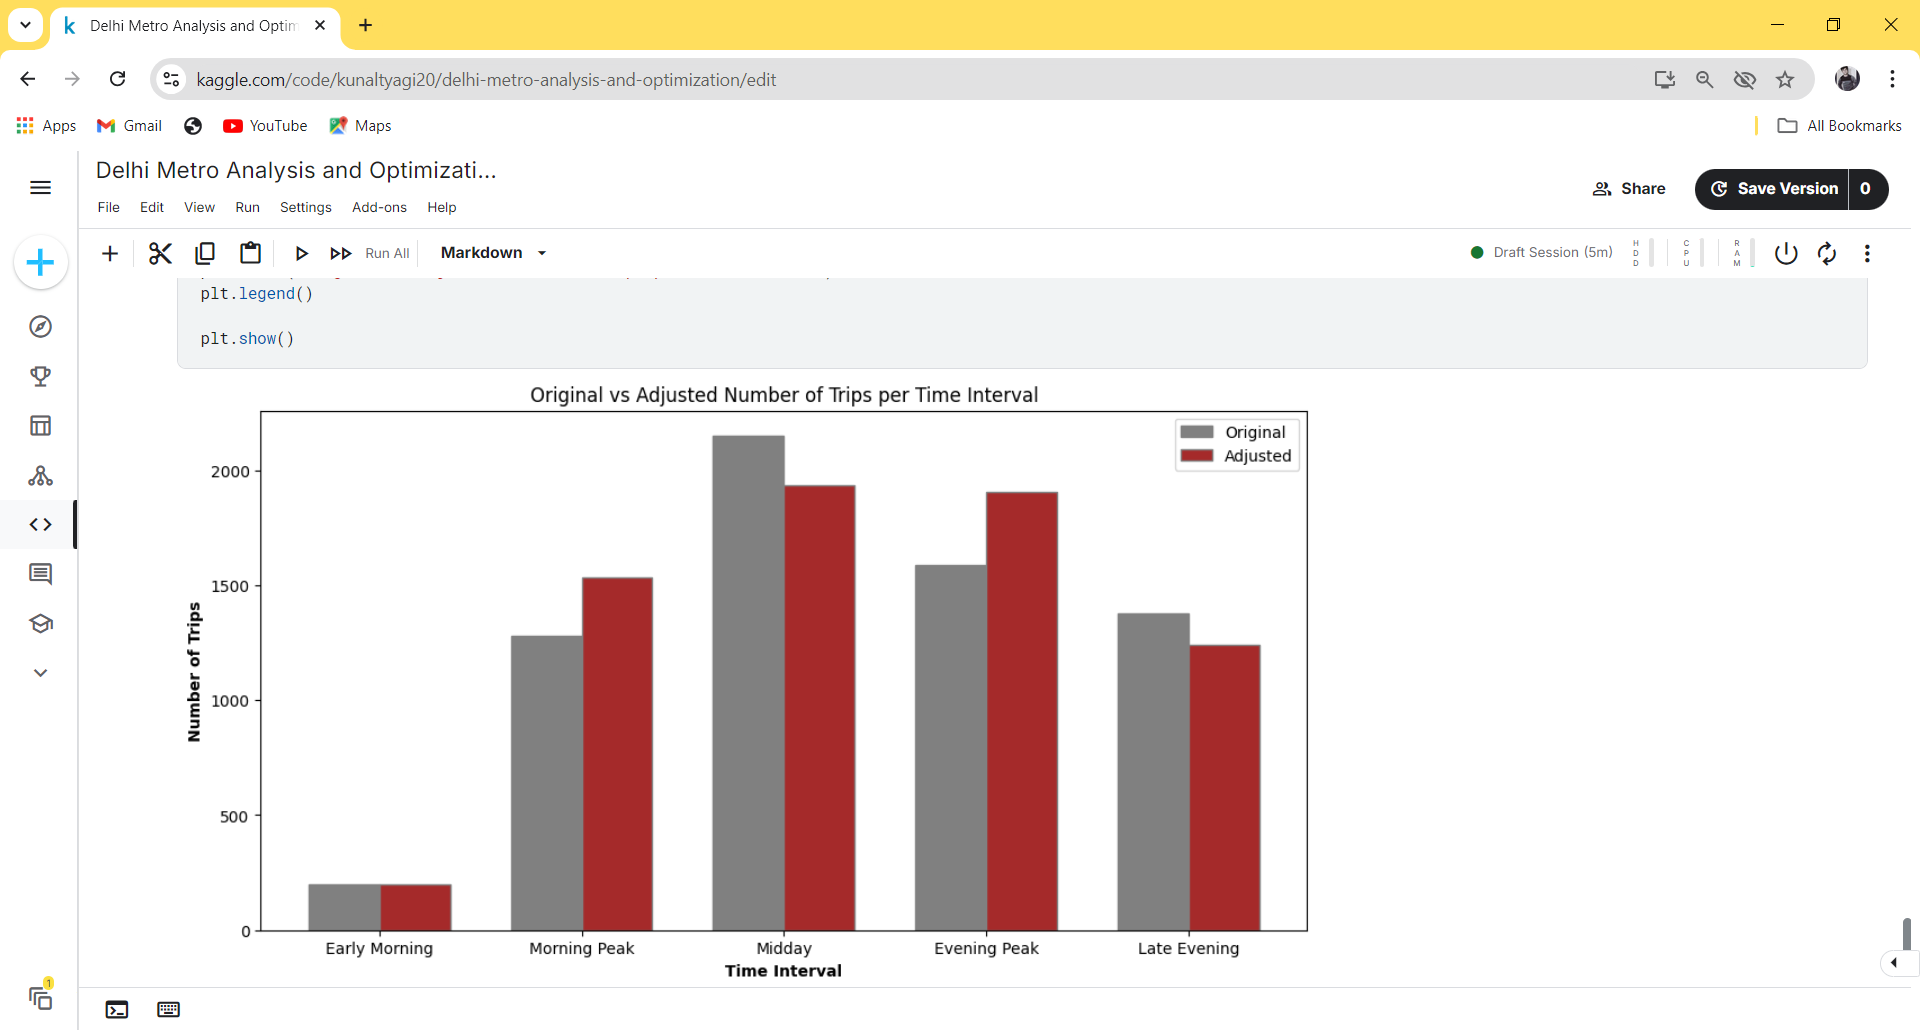 Delhi Metro Analysis and Optim
kaggle.com/code/kunaltyagi20/delhi-metro-analysis-and-optimization/edit
Apps
Gmail
YouTube
Maps
All Bookmarks
Delhi Metro Analysis and Optimizati...
File Edit View Run Settings Add-ons Help
Share
Save Version 0
Run All
Markdown
Draft Session (5m)
HDD
CPU
RAM
plt.legend()
plt.show()
Original vs Adjusted Number of Trips per Time Interval
Original
Adjusted
2000
1500
1000
500
0
Number of Trips
Early Morning
Morning Peak
Midday
Evening Peak
Late Evening
Time Interval
1